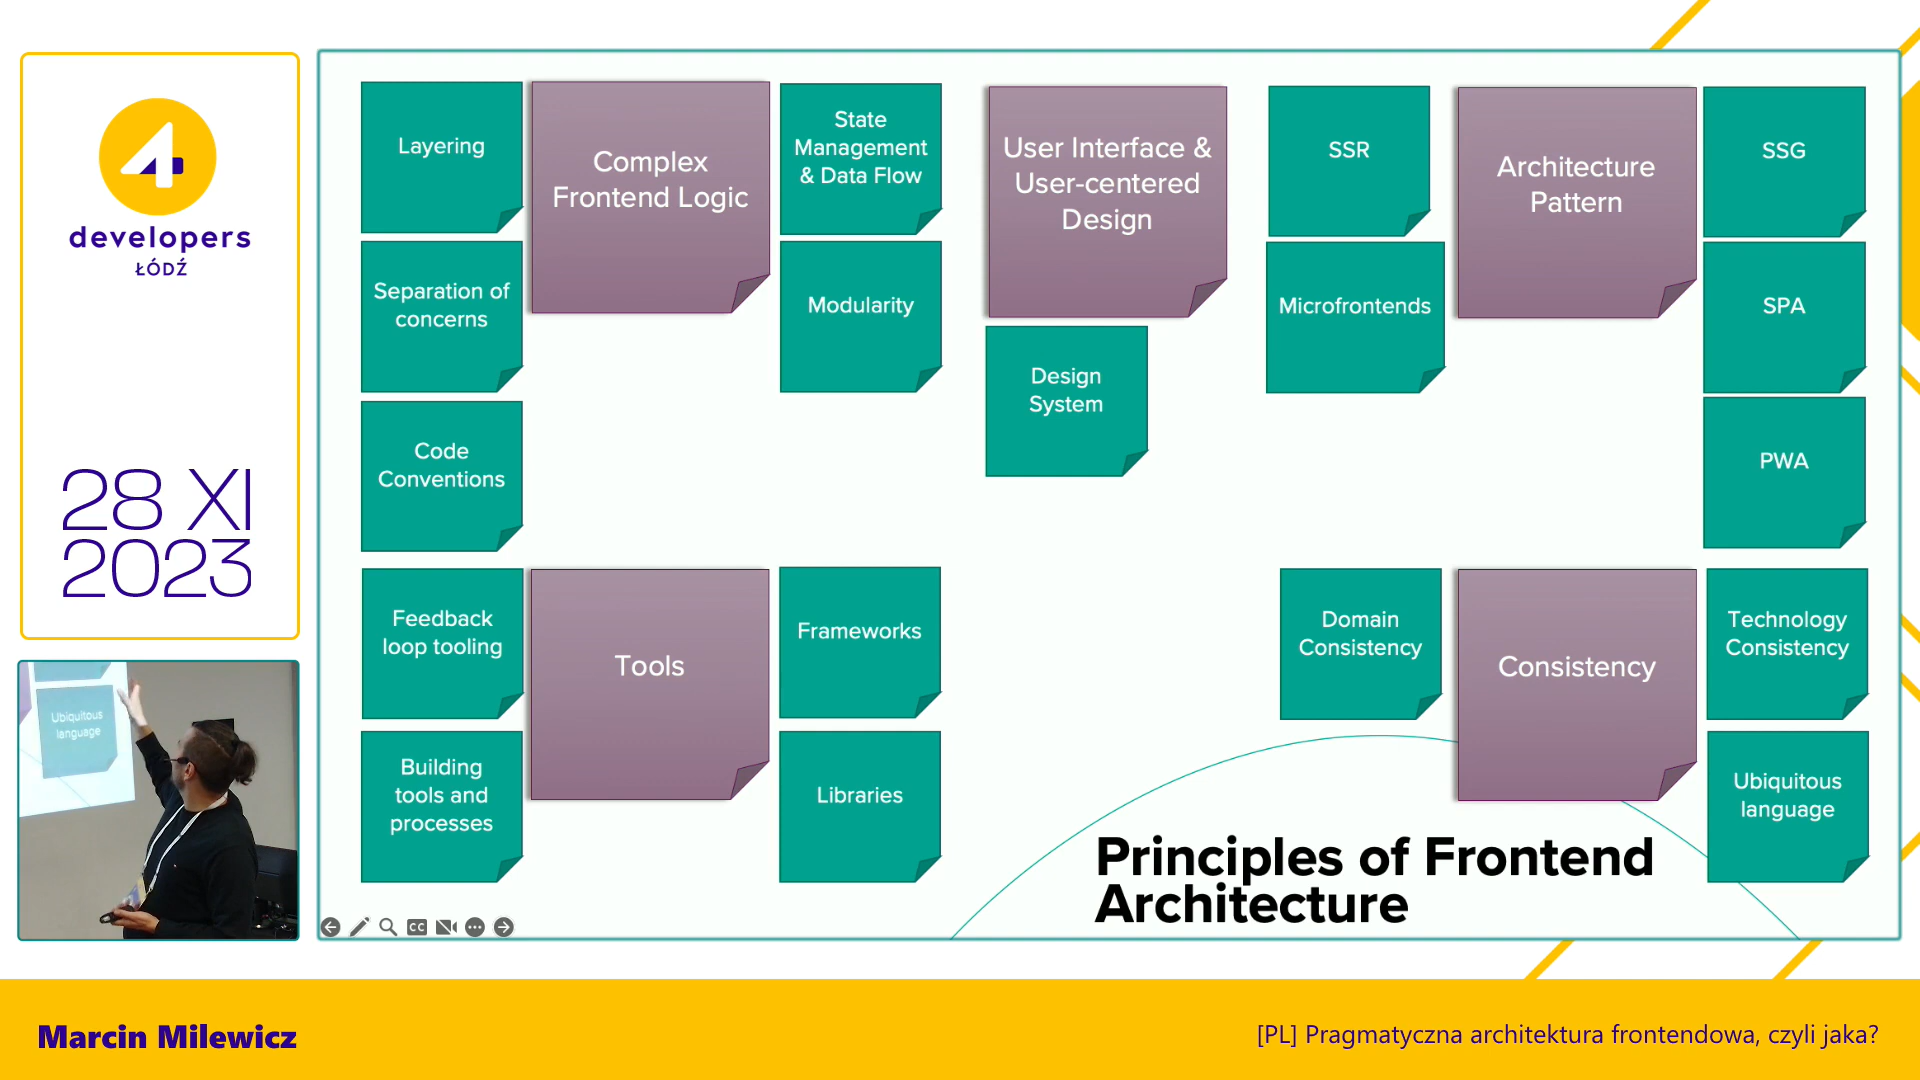 4
developers
ŁÓDŹ
28 XI
2023
Layering
Complex
Frontend Logic
State
Management
& Data Flow
Separation of
concerns
Modularity
Code
Conventions
User Interface &
User-centered
Design
Design
System
SSR
Architecture
Pattern
SSG
Microfrontends
SPA
PWA
Feedback
loop tooling
Tools
Frameworks
Building
tools and
processes
Libraries
Domain
Consistency
Consistency
Technology
Consistency
Ubiquitous
language
Principles of Frontend
Architecture
CC
Ubiquitous
language
Marcin Milewicz
[PL] Pragmatyczna architektura frontendowa, czyli jaka?